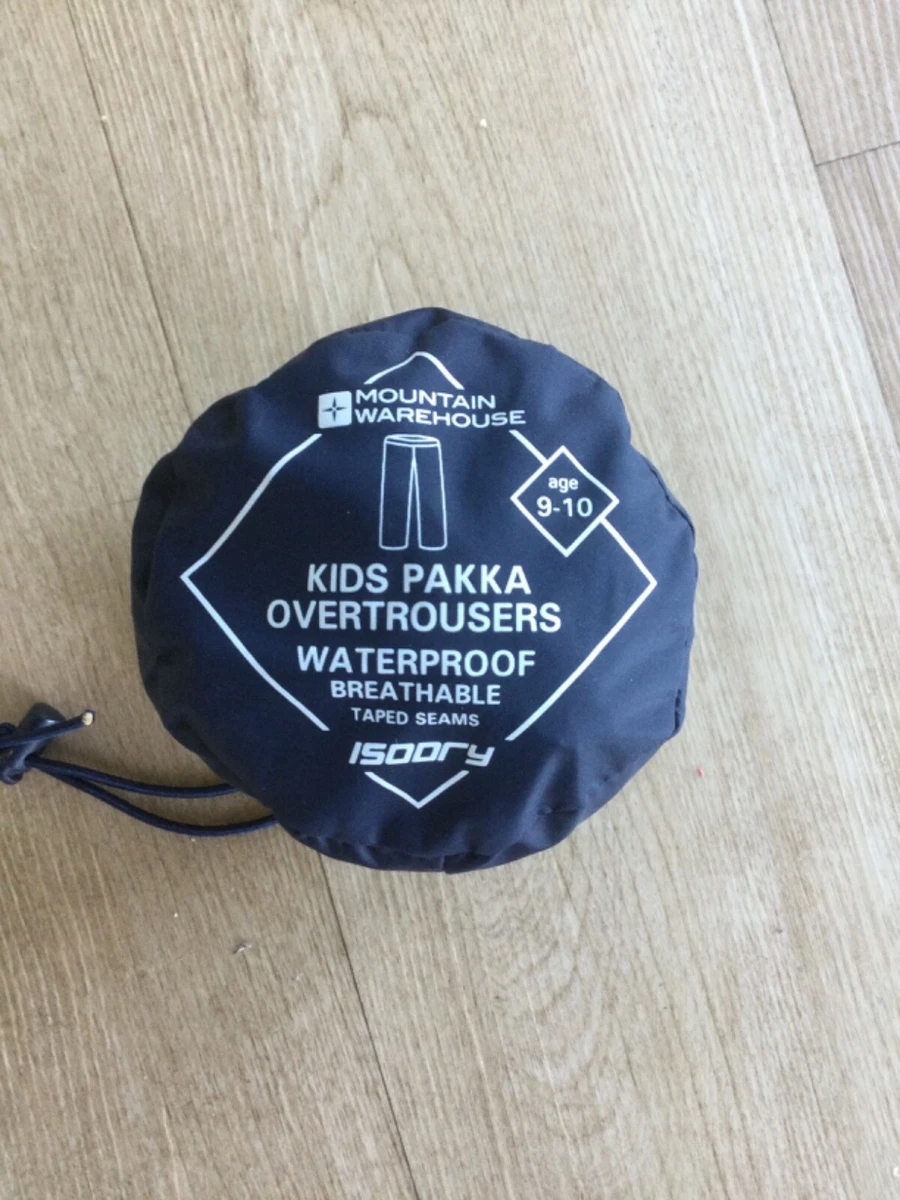 MOUNTAIN
WAREHOUSE
age
9-10
KIDS PAKKA
OVERTROUSERS
WATERPROOF
BREATHABLE
TAPED SEAMS
ISODRY